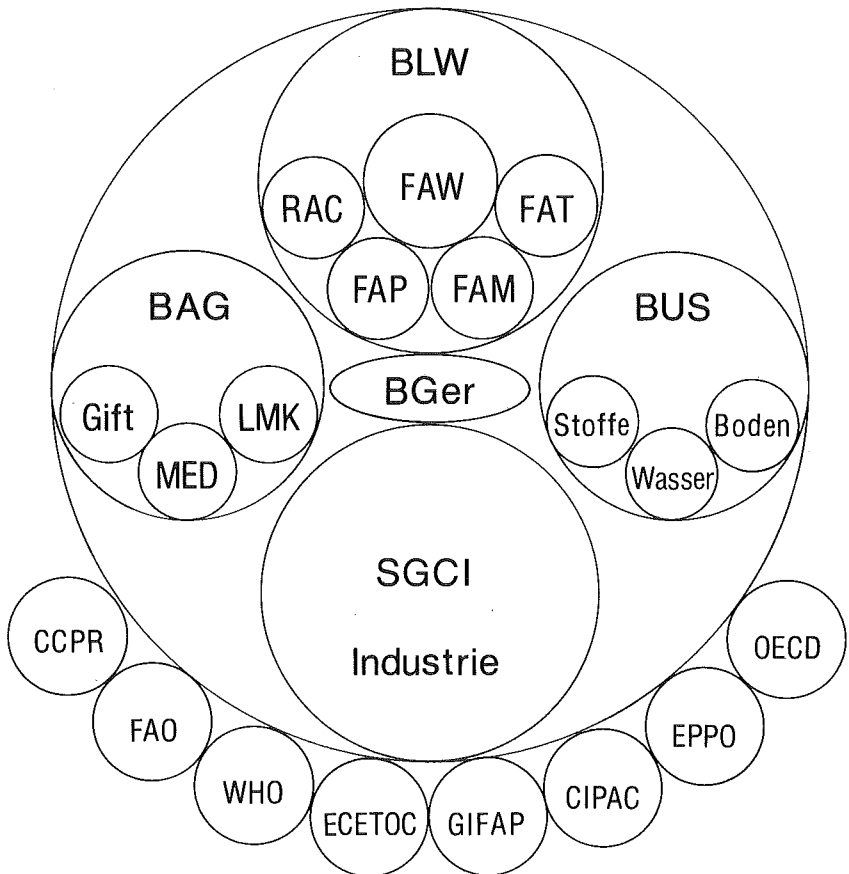 BLW
RAC
FAW
FAT
FAP
FAM
BAG
Gift
MED
LMK
BGer
BUS
Stoffe
Wasser
Boden
SGCI
Industrie
CCPR
FAO
WHO
ECETOC
GIFAP
CIPAC
EPPO
OECD